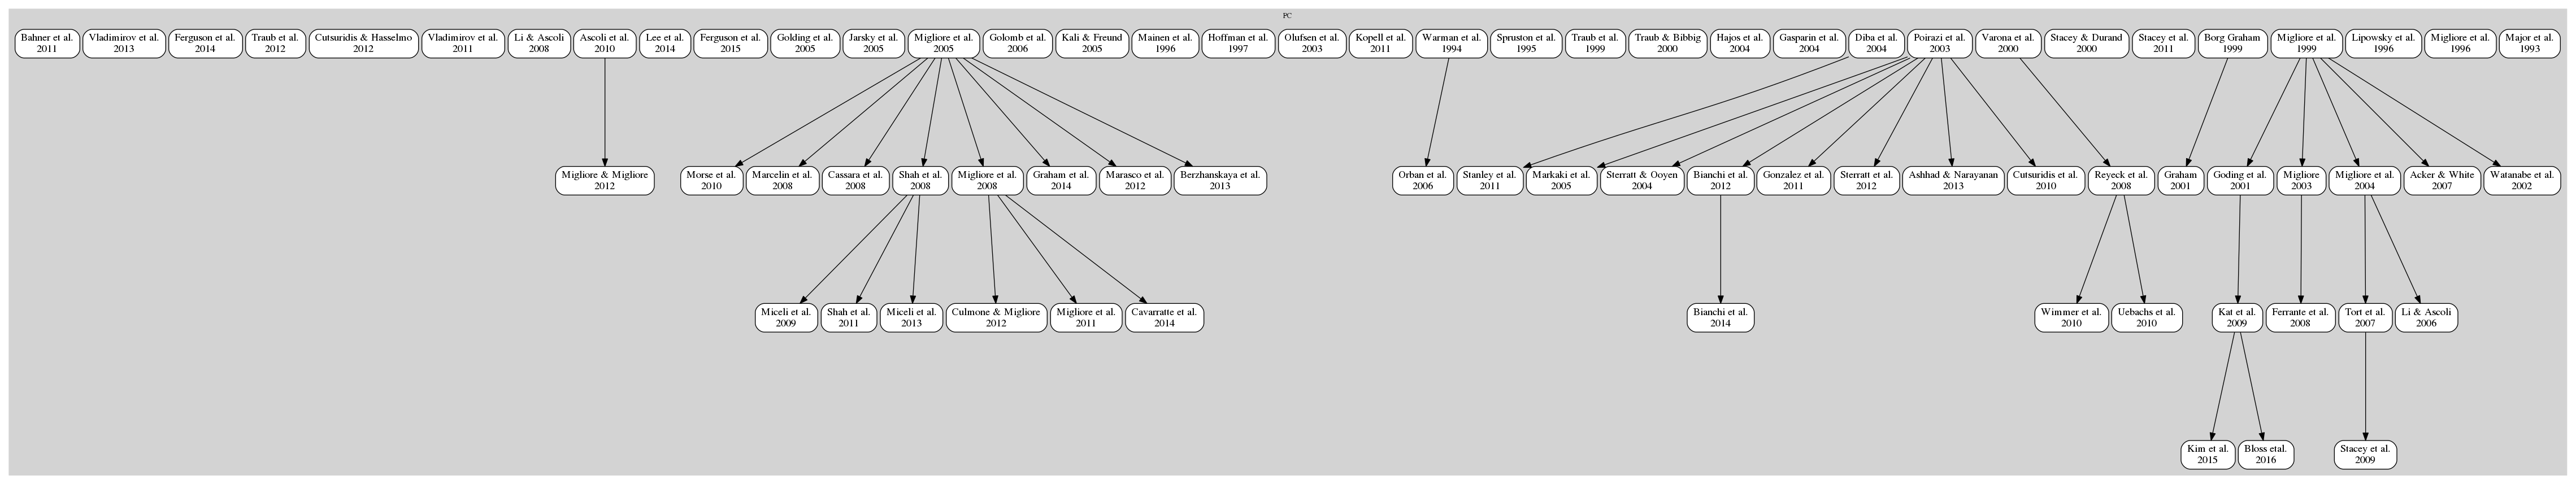 PC
Bahner et al.
2011
Vladimirov et al.
2013
Ferguson et al.
2014
Traub et al.
2012
Cutsuridis & Hasselmo
2012
Vladimirov et al.
2011
Li & Ascoli
2008
Ascoli et al.
2010
Lee et al.
2014
Ferguson et al.
2015
Golding et al.
2005
Jarsky et al.
2005
Migliore et al.
2005
Golomb et al.
2006
Kali & Freund
2005
Mainen et al.
1996
Hoffman et al.
1997
Olufsen et al.
2003
Kopell et al.
2011
Warman et al.
1994
Spruston et al.
1995
Traub et al.
1999
Traub & Bibbig
2000
Hajos et al.
2004
Gasparin et al.
2004
Diba et al.
2004
Poirazi et al.
2003
Varona et al.
2000
Stacey & Durand
2000
Stacey et al.
2011
Borg Graham
1999
Migliore et al.
1999
Lipowsky et al.
1996
Migliore et al.
1996
Major et al.
1993
Migliore & Migliore
2012
Morse et al.
2010
Marcelin et al.
2008
Cassara et al.
2008
Shah et al.
2008
Migliore et al.
2008
Graham et al.
2014
Marasco et al.
2012
Berzhanskaya et al.
2013
Orban et al.
2006
Stanley et al.
2011
Markaki et al.
2005
Sterratt & Ooyen
2004
Bianchi et al.
2012
Gonzalez et al.
2011
Sterratt et al.
2012
Ashhad & Narayanan
2013
Cutsuridis et al.
2010
Reyeck et al.
2008
Graham
2001
Goding et al.
2001
Migliore
2003
Migliore et al.
2004
Acker & White
2007
Watanabe et al.
2002
Miceli et al.
2009
Shah et al.
2011
Miceli et al.
2013
Culmone & Migliore
2012
Migliore et al.
2011
Cavarratte et al.
2014
Bianchi et al.
2014
Wimmer et al.
2010
Uebachs et al.
2010
Kat et al.
2009
Ferrante et al.
2008
Tort et al.
2007
Li & Ascoli
2006
Kim et al.
2015
Bloss etal.
2016
Stacey et al.
2009